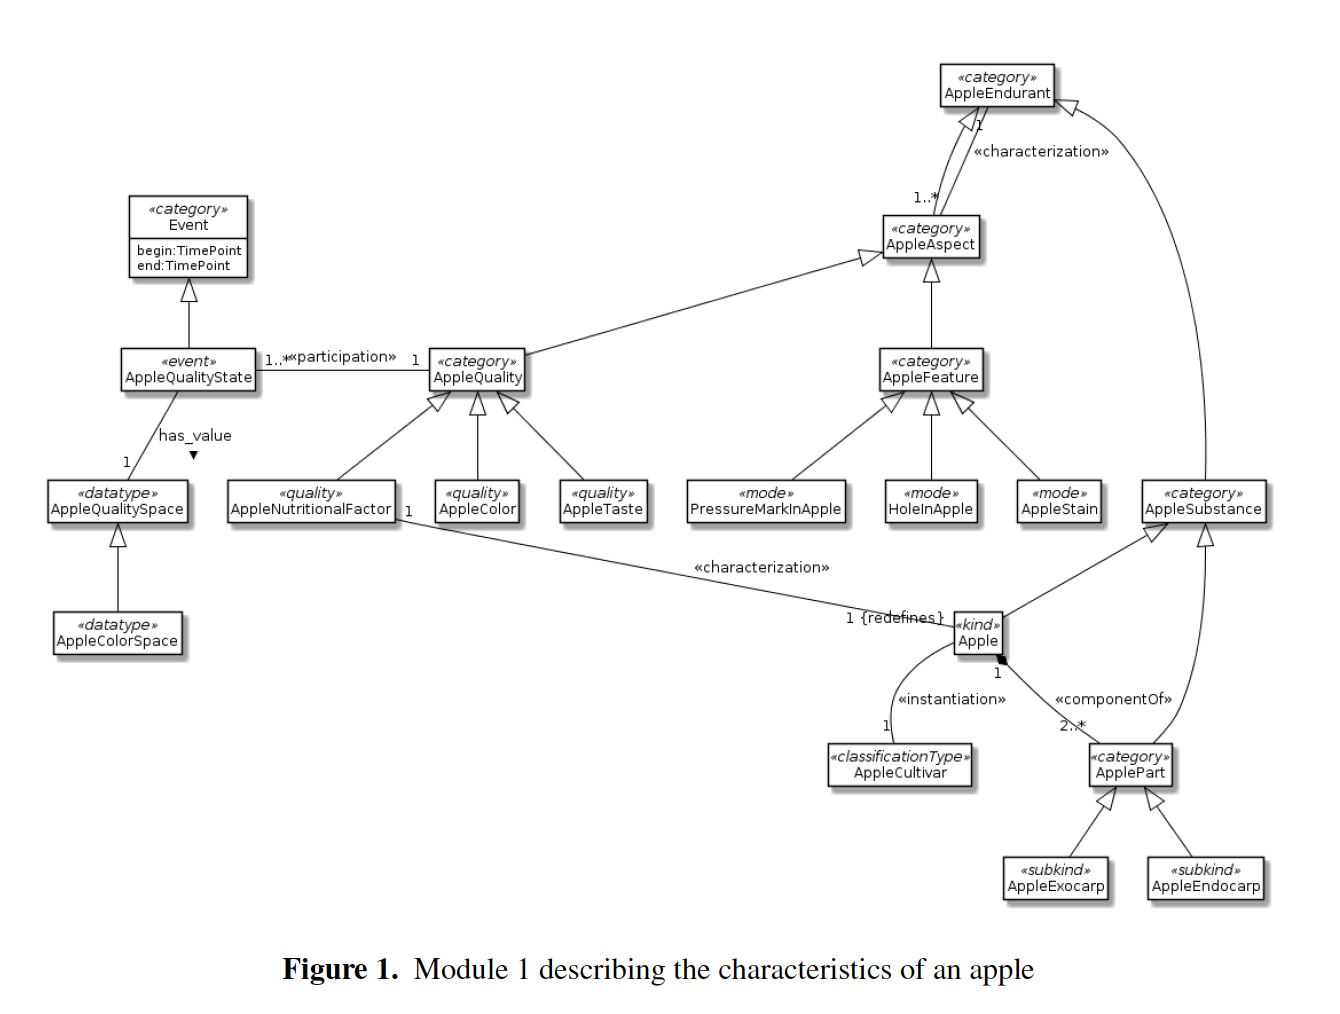 «category»
AppleEndurant
1
«characterization»
1..*
«category»
Event
begin:TimePoint
end:TimePoint
«category»
AppleAspect
«event»
AppleQualityState
1..*
«participation»
1
«category»
AppleQuality
«category»
AppleFeature
has_value
▼
1
«datatype»
AppleQualitySpace
«quality»
AppleNutritionalFactor
«quality»
AppleColor
«quality»
AppleTaste
«mode»
PressureMarkInApple
«mode»
HoleInApple
«mode»
AppleStain
«category»
AppleSubstance
1
«characterization»
1 {redefines}
«datatype»
AppleColorSpace
«kind»
Apple
1
«instantiation»
«componentOf»
1
2..*
«classificationType»
AppleCultivar
«category»
ApplePart
«subkind»
AppleExocarp
«subkind»
AppleEndocarp
Figure 1. Module 1 describing the characteristics of an apple